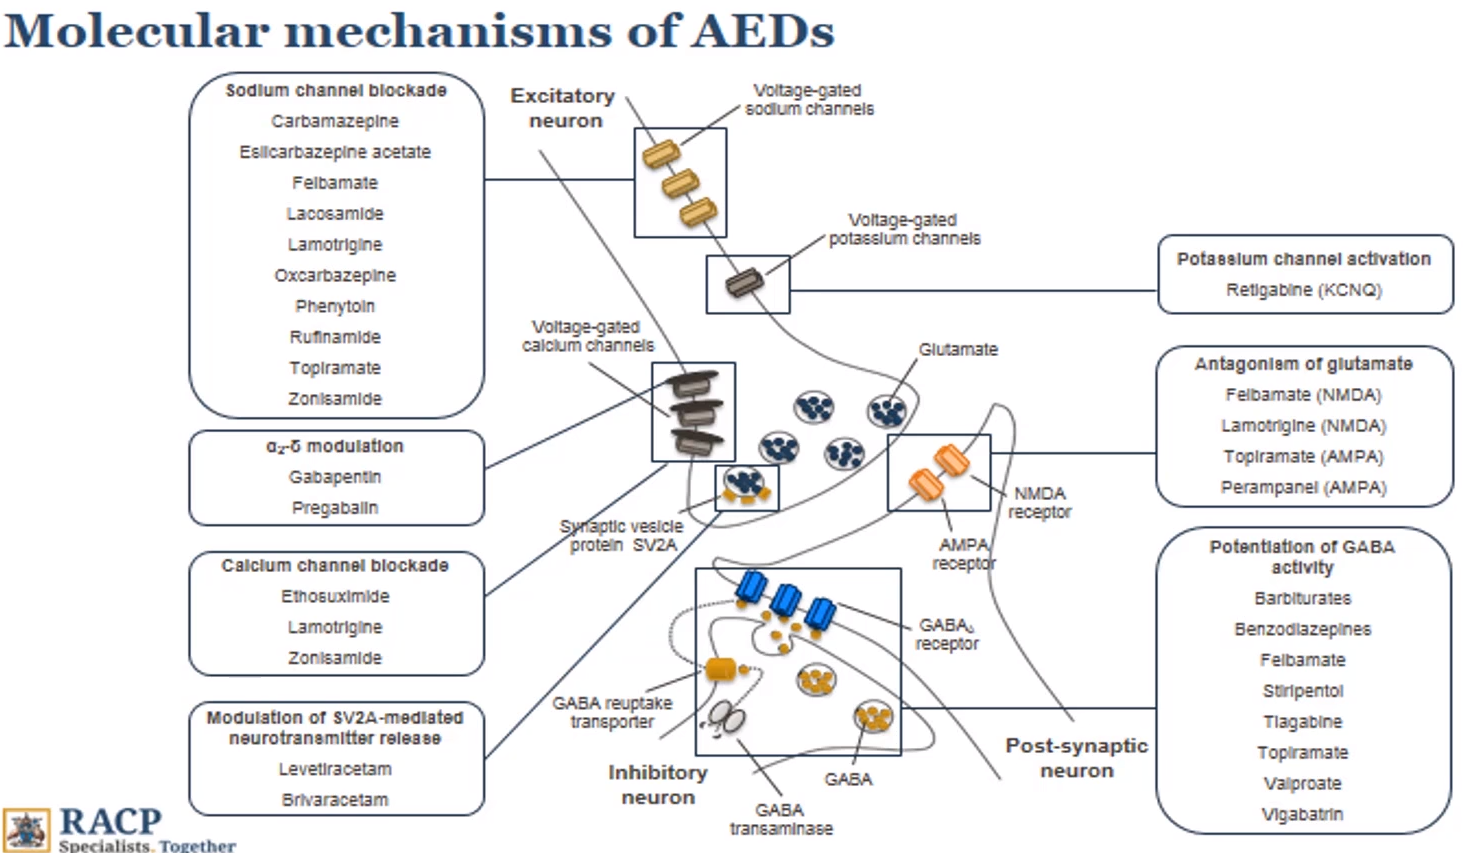 Molecular mechanisms of AEDs
Sodium channel blockade
Carbamazepine
Eslicarbazepine acetate
Felbamate
Lacosamide
Lamotrigine
Oxcarbazepine
Phenytoin
Rufinamide
Topiramate
Zonisamide
α₂-δ modulation
Gabapentin
Pregabalin
Calcium channel blockade
Ethosuximide
Lamotrigine
Zonisamide
Modulation of SV2A-mediated
neurotransmitter release
Levetiracetam
Brivaracetam
Excitatory
neuron
Voltage-gated
sodium channels
Voltage-gated
potassium channels
Voltage-gated
calcium channels
Glutamate
Synaptic vesicle
protein SV2A
NMDA
receptor
AMPA
receptor
GABAₐ
receptor
GABA reuptake
transporter
Inhibitory
neuron
GABA
GABA
transaminase
Post-synaptic
neuron
Potassium channel activation
Retigabine (KCNQ)
Antagonism of glutamate
Felbamate (NMDA)
Lamotrigine (NMDA)
Topiramate (AMPA)
Perampanel (AMPA)
Potentiation of GABA
activity
Barbiturates
Benzodiazepines
Felbamate
Stiripentol
Tiagabine
Topiramate
Valproate
Vigabatrin
RACP
Specialists. Together